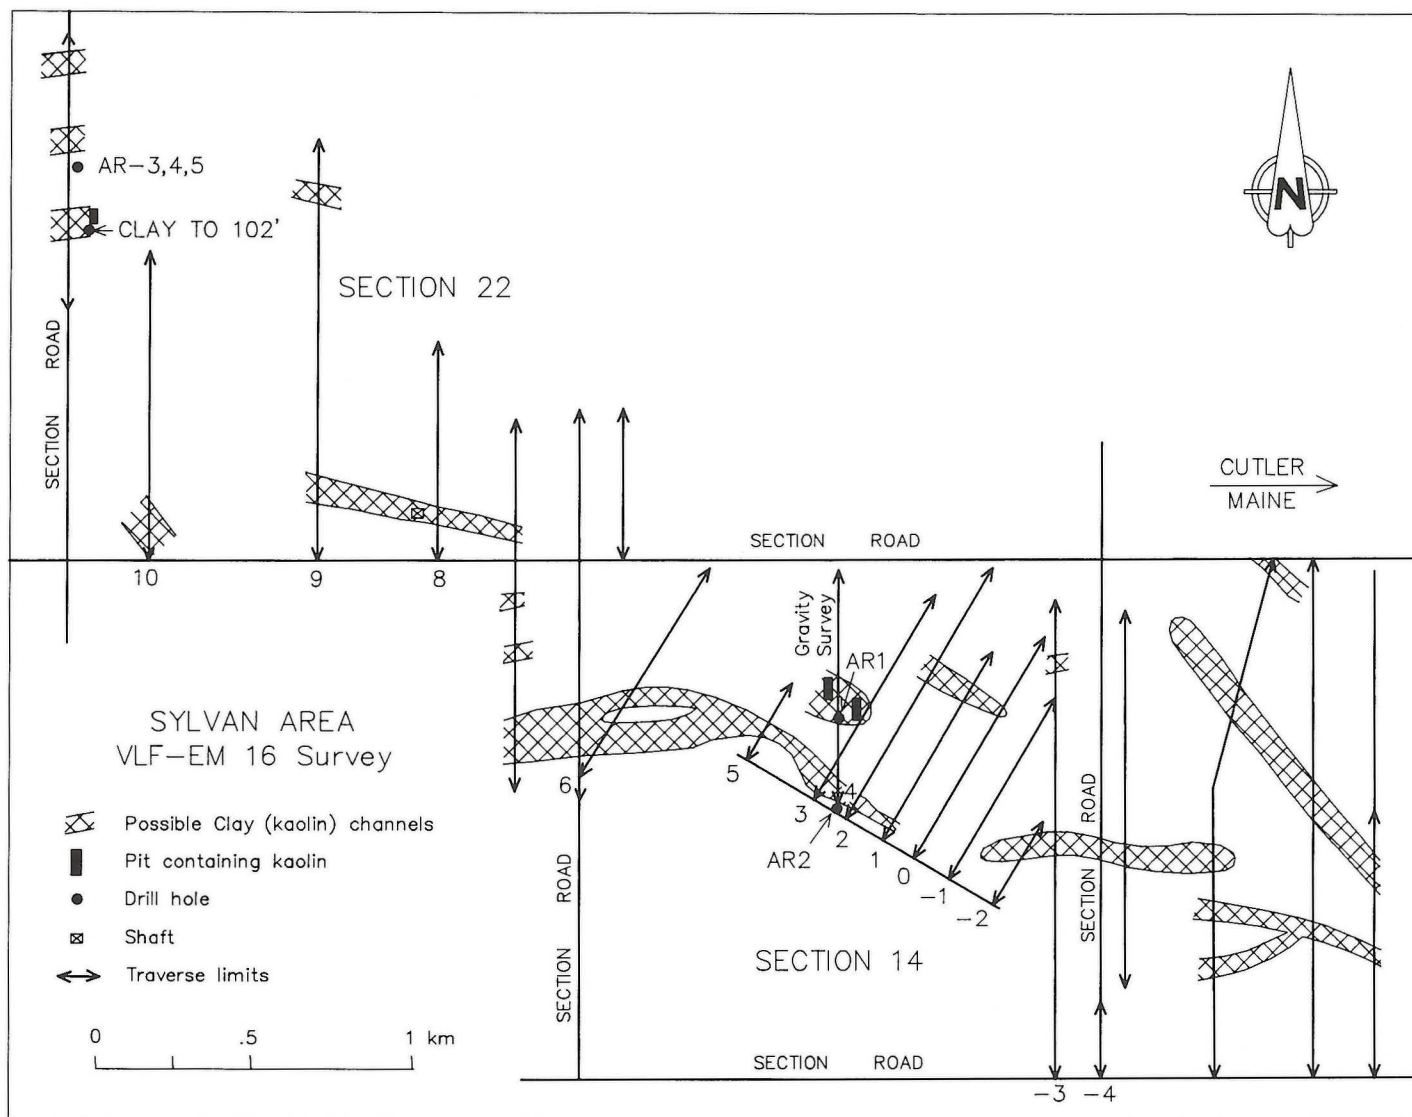 N
AR-3,4,5
CLAY TO 102'
SECTION 22
SECTION ROAD
CUTLER
MAINE
SECTION ROAD
10
9
8
Gravity
Survey
AR1
SYLVAN AREA
VLF-EM 16 Survey
6
5
3
4
2
1
0
-1
-2
AR2
SECTION ROAD
SECTION ROAD
SECTION 14
Possible Clay (kaolin) channels
Pit containing kaolin
Drill hole
Shaft
Traverse limits
0 .5 1 km
SECTION ROAD
-3 -4